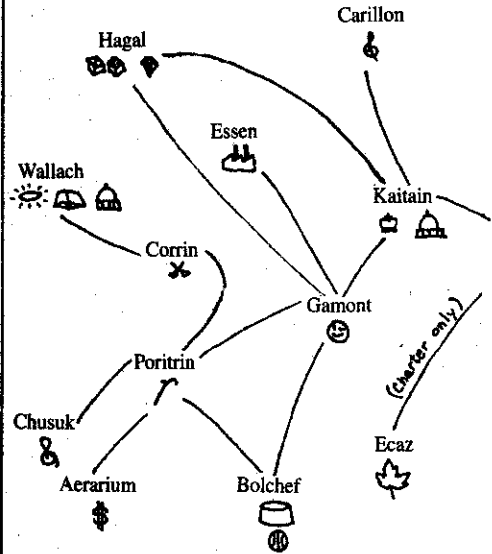 Carillon
Hagal
Essen
Wallach
Kaitain
Corrin
Gamont
(Charter only)
Poritrin
Chusuk
Ecaz
Aerarium
Bolchef
$